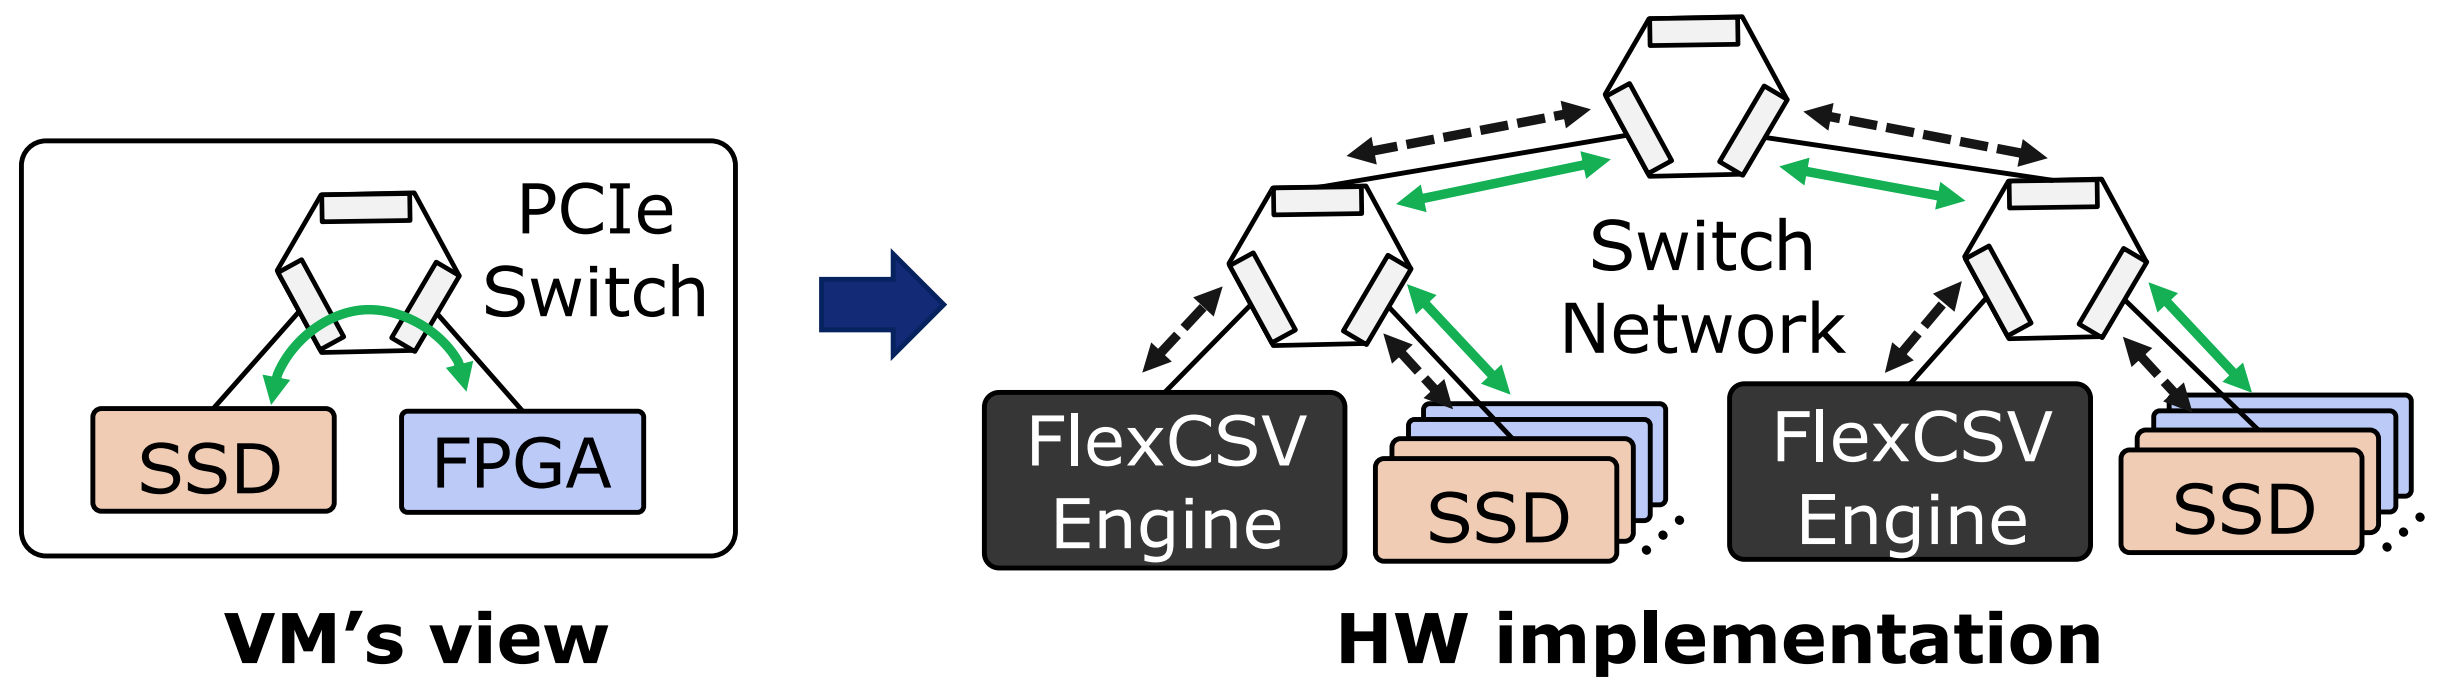 PCIe
Switch
SSD
FPGA
VM’s view
Switch
Network
FlexCSV
Engine
SSD
FlexCSV
Engine
SSD
HW implementation